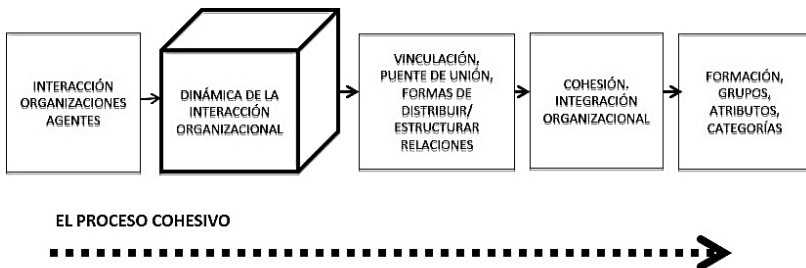 INTERACCIÓN
ORGANIZACIONES
AGENTES
DINÁMICA DE LA
INTERACCIÓN
ORGANIZACIONAL
VINCULACIÓN,
PUENTE DE UNIÓN,
FORMAS DE
DISTRIBUIR/
ESTRUCTURAR
RELACIONES
COHESIÓN.
INTEGRACIÓN
ORGANIZACIONAL
FORMACIÓN,
GRUPOS,
ATRIBUTOS,
CATEGORÍAS
EL PROCESO COHESIVO